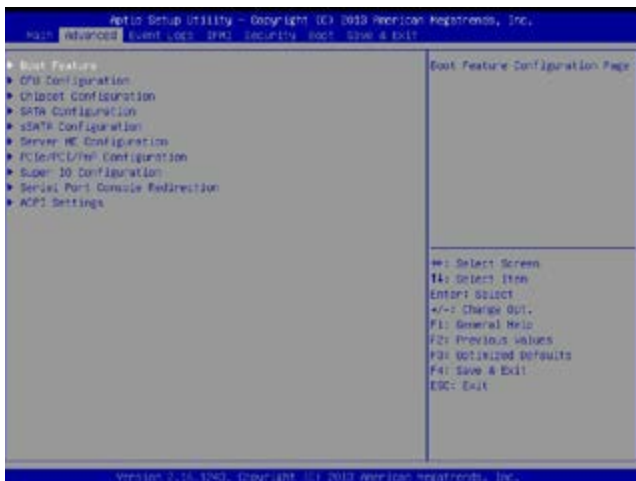 Aptio Setup Utility - Copyright (C) 2013 American Megatrends, Inc.
Main Advanced Event Logs IPMI Security Boot Save & Exit
Boot Feature
CPU Configuration
Chipset Configuration
SATA Configuration
sSATA Configuration
Server ME Configuration
PCIe/PCI/PnP Configuration
Super IO Configuration
Serial Port Console Redirection
ACPI Settings
Boot Feature Configuration Page
: Select Screen
: Select Item
Enter: Select
+/-: Change Opt.
F1: General Help
F2: Previous Values
F3: Optimized Defaults
F4: Save & Exit
ESC: Exit
Version 2.16.1243. Copyright (C) 2013 American Megatrends, Inc.